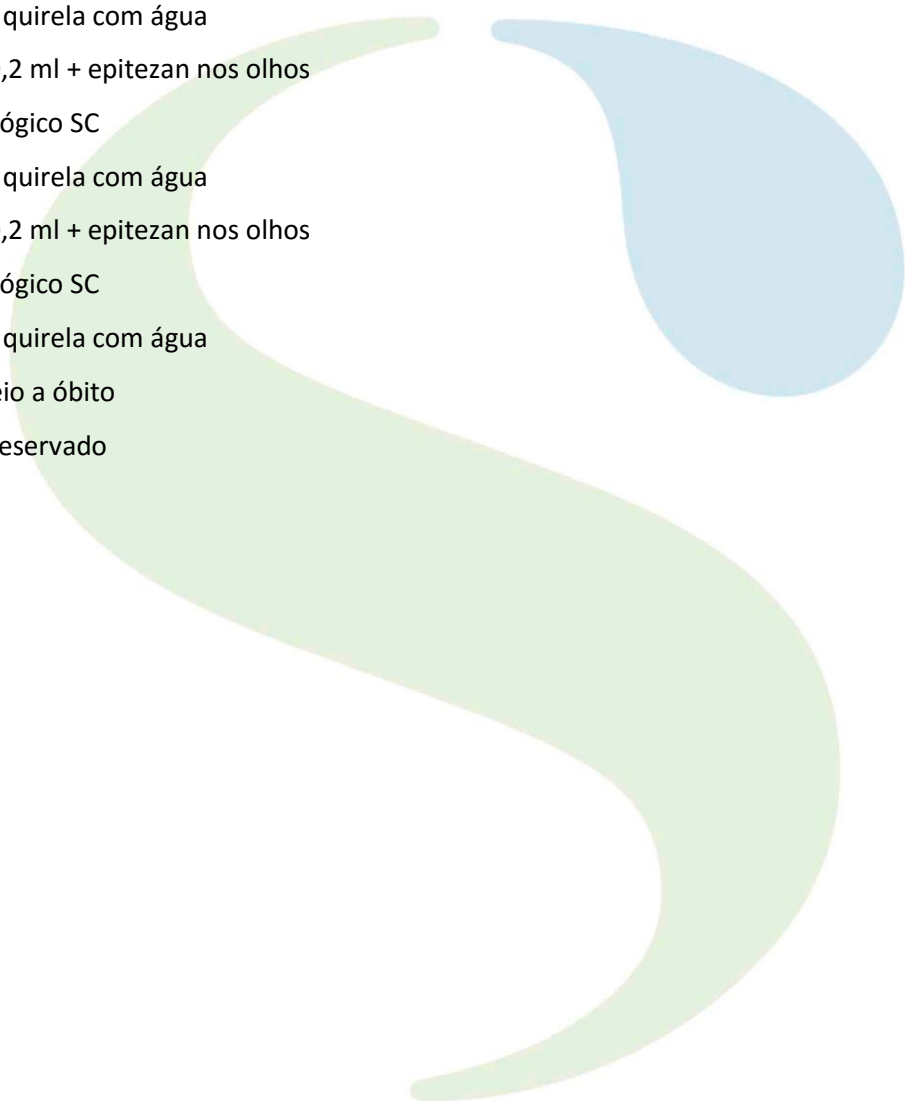 quirela com água
,2 ml + epitezan nos olhos
ógico SC
quirela com água
,2 ml + epitezan nos olhos
ógico SC
quirela com água
io a óbito
eservado